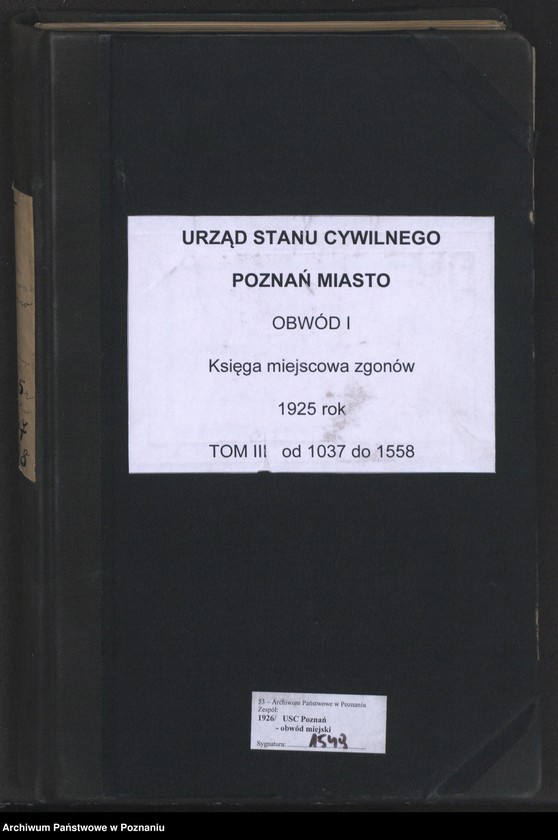 URZĄD STANU CYWILNEGO
POZNAŃ MIASTO
OBWÓD I
Księga miejscowa zgonów
1925 rok
TOM III od 1037 do 1558
53 – Archiwum Państwowe w Poznaniu
Zespół:
1926/ USC Poznań
- obwód miejski
Sygnatura: 1549
Archiwum Państwowe w Poznaniu